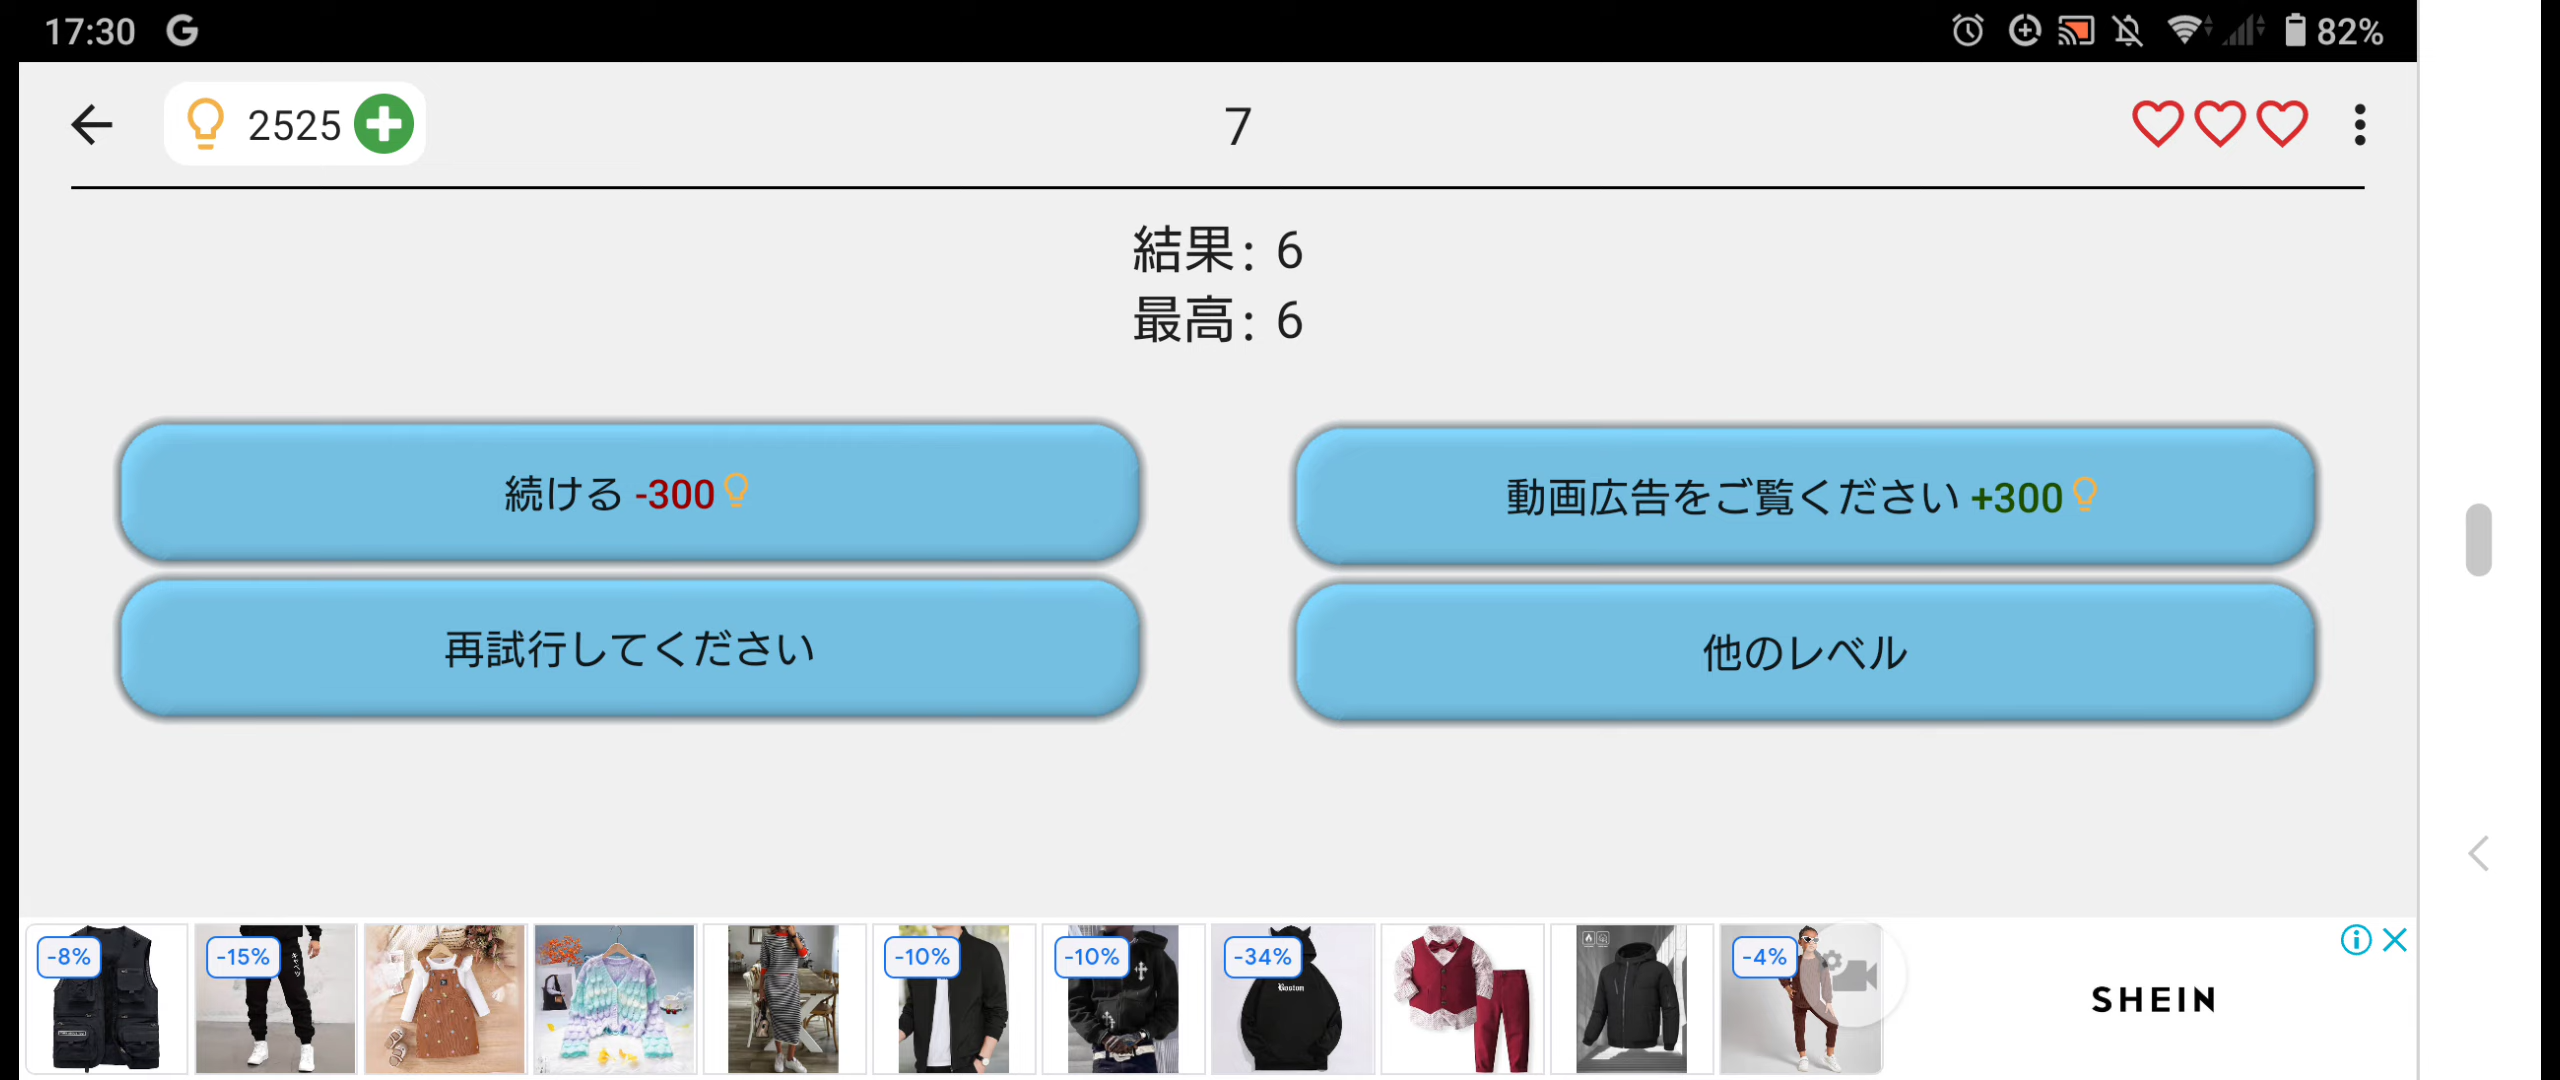 17:30 G 82%
2525 7
結果: 6
最高: 6
続ける -300
動画広告をご覧ください +300
再試行してください
他のレベル
-8%
-15%
-10%
-10%
-34%
Boston
-4%
SHEIN